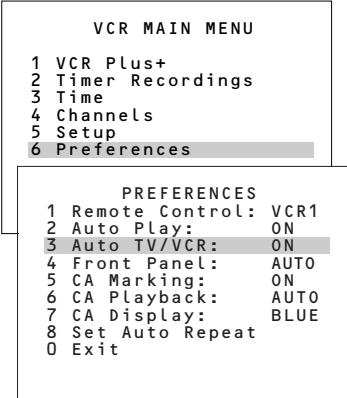 VCR MAIN MENU
1 VCR Plus+
2 Timer Recordings
3 Time
4 Channels
5 Setup
6 Preferences
PREFERENCES
1 Remote Control: VCR1
2 Auto Play: ON
3 Auto TV/VCR: ON
4 Front Panel: AUTO
5 CA Marking: ON
6 CA Playback: AUTO
7 CA Display: BLUE
8 Set Auto Repeat
0 Exit